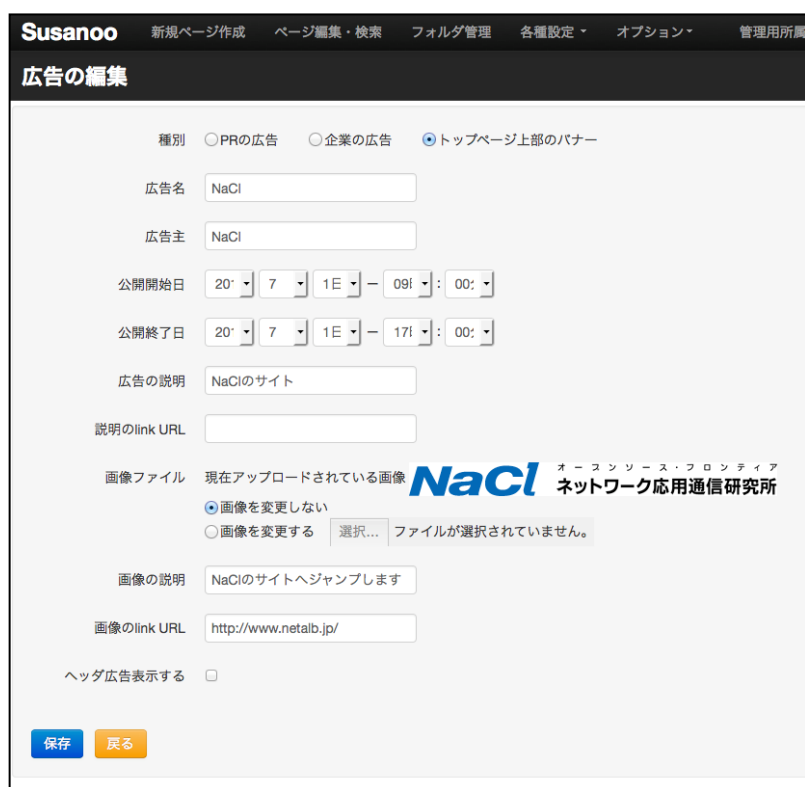 Susanoo 新規ページ作成 ページ編集・検索 フォルダ管理 各種設定 オプション 管理用所属
広告の編集
種別 PRの広告 企業の広告 トップページ上部のバナー
広告名 NaCl
広告主 NaCl
公開開始日 20 7 1日 — 09 : 00
公開終了日 20 7 1日 — 17 : 00
広告の説明 NaClのサイト
説明のlink URL
画像ファイル 現在アップロードされている画像 NaCl オープンソース・フロンティア
ネットワーク応用通信研究所
画像を変更しない
画像を変更する 選択... ファイルが選択されていません。
画像の説明 NaClのサイトへジャンプします
画像のlink URL http://www.netalb.jp/
ヘッダ広告表示する
保存 戻る